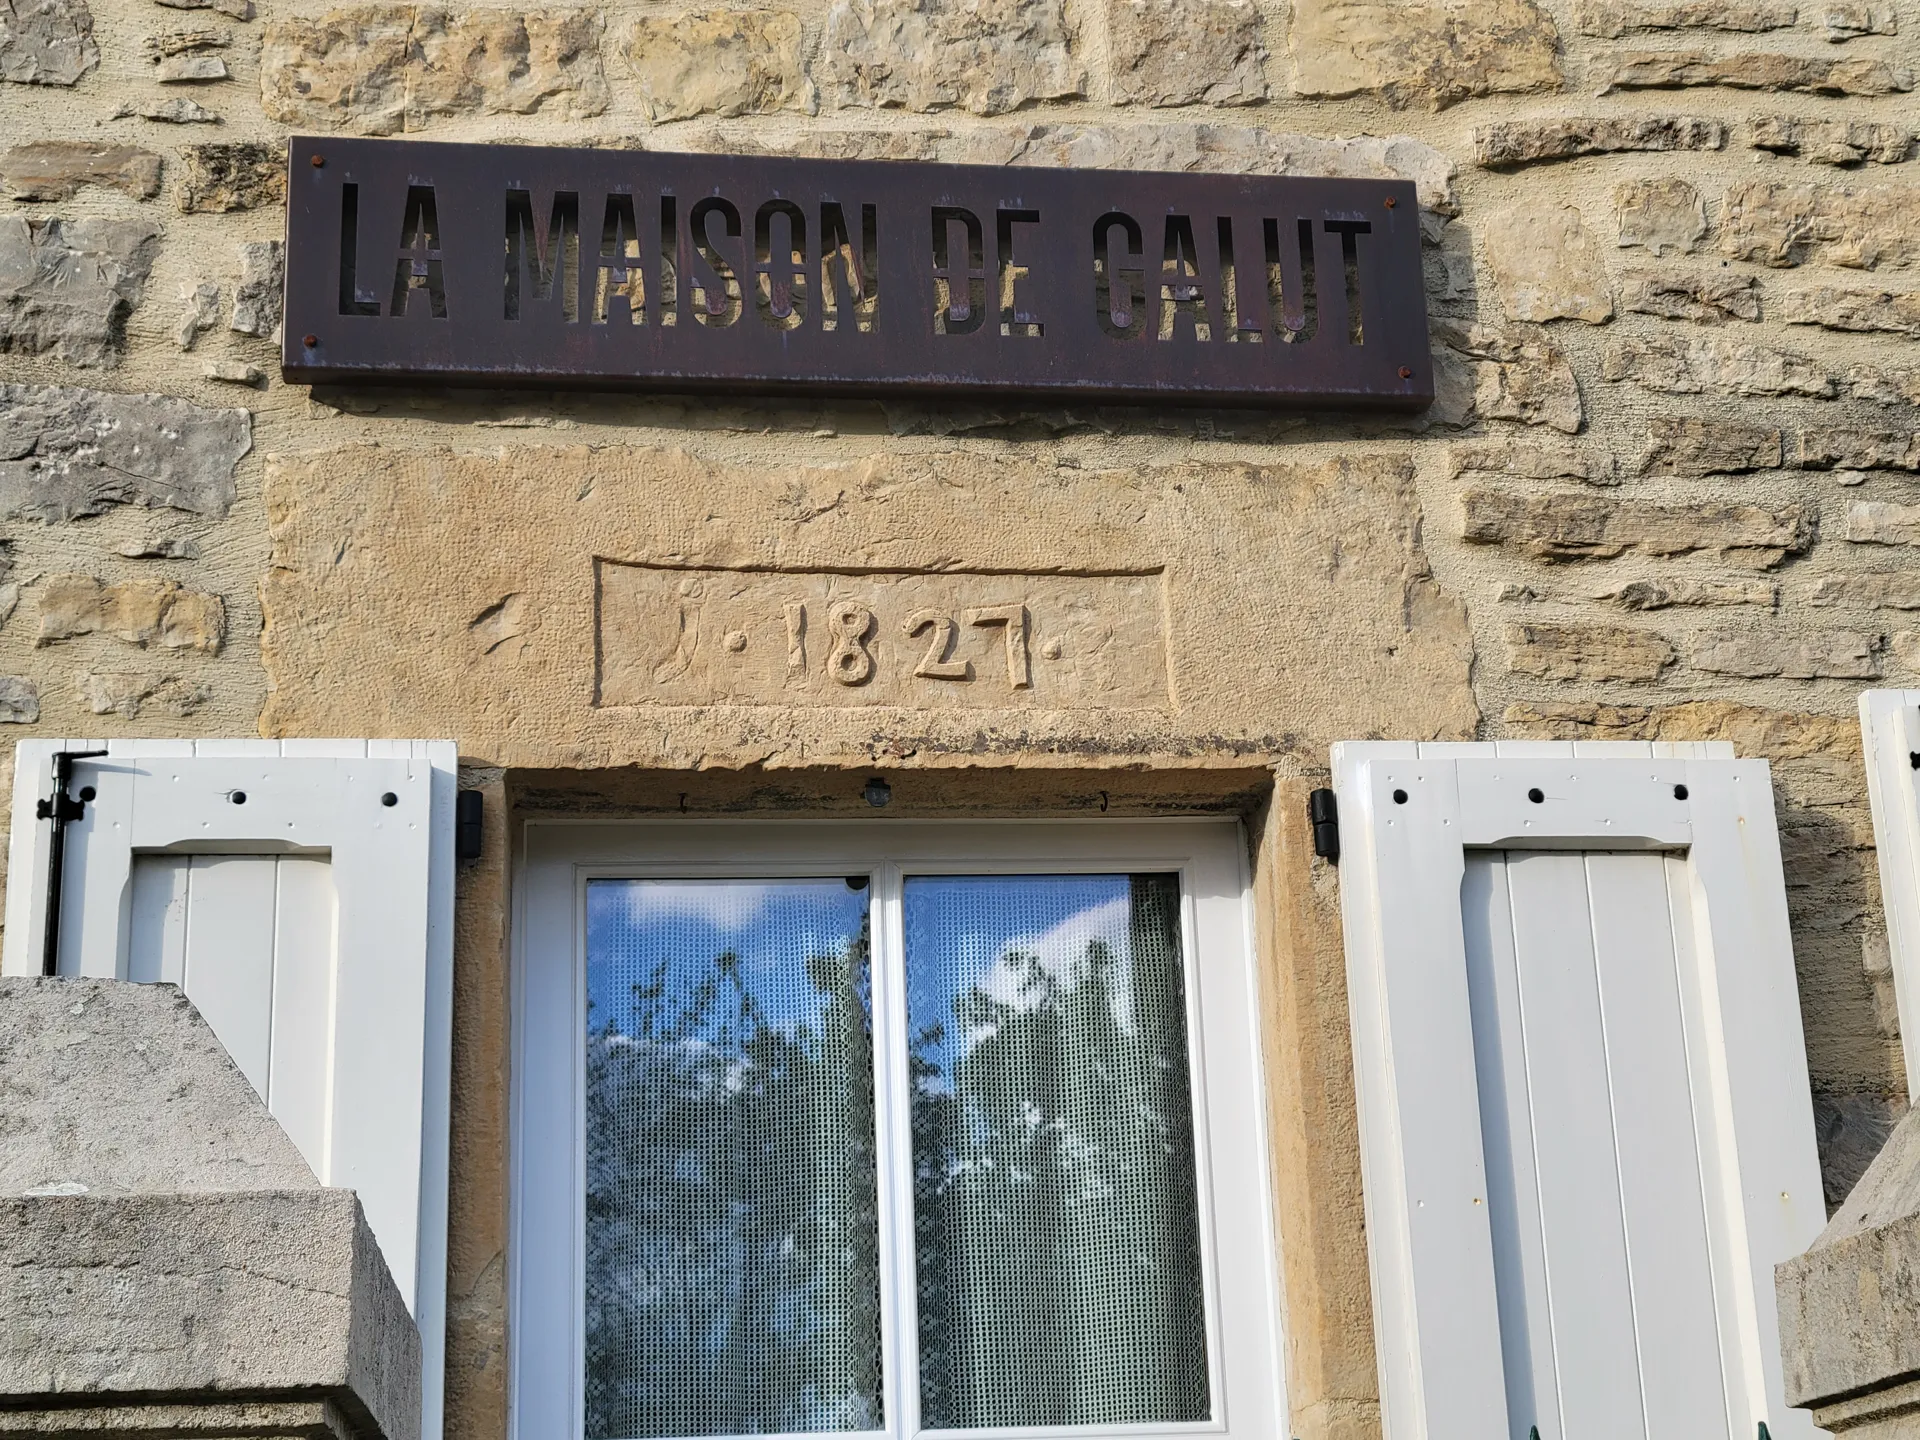 LA MAISON DE GALUT
J · 1827 ·